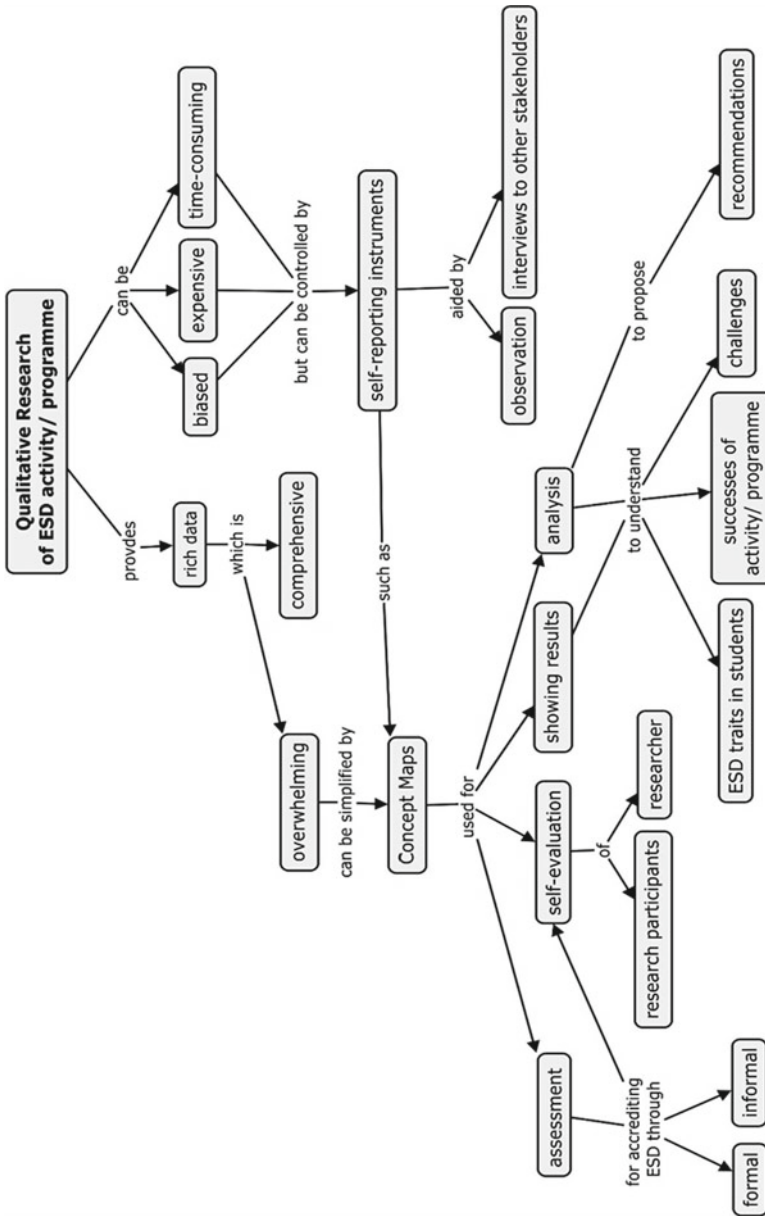 Qualitative Research
of ESD activity/ programme
provdes
can be
rich data
biased
expensive
time-consuming
which is
but can be controlled by
overwhelming
comprehensive
self-reporting instruments
can be simplified by
such as
aided by
Concept Maps
observation
interviews to other stakeholders
used for
assessment
self-evaluation
showing results
analysis
for accrediting
ESD through
of
to understand
to propose
formal
informal
research participants
researcher
ESD traits in students
successes of
activity/ programme
challenges
recommendations